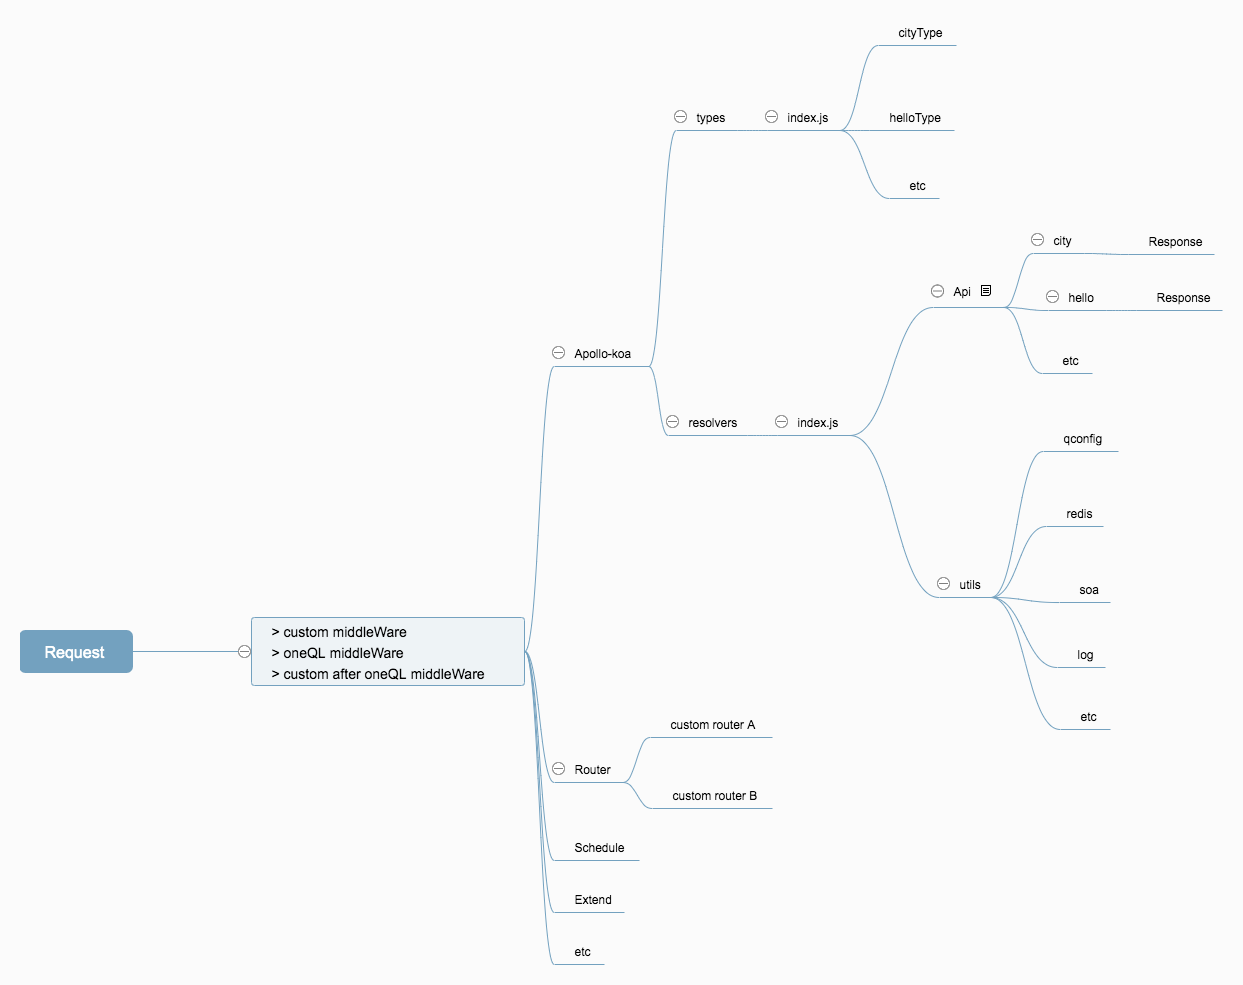 cityType
types
index.js
helloType
etc
city
Response
Api
hello
Response
etc
Apollo-koa
resolvers
index.js
qconfig
redis
utils
soa
log
etc
Request
> custom middleWare
> oneQL middleWare
> custom after oneQL middleWare
custom router A
Router
custom router B
Schedule
Extend
etc